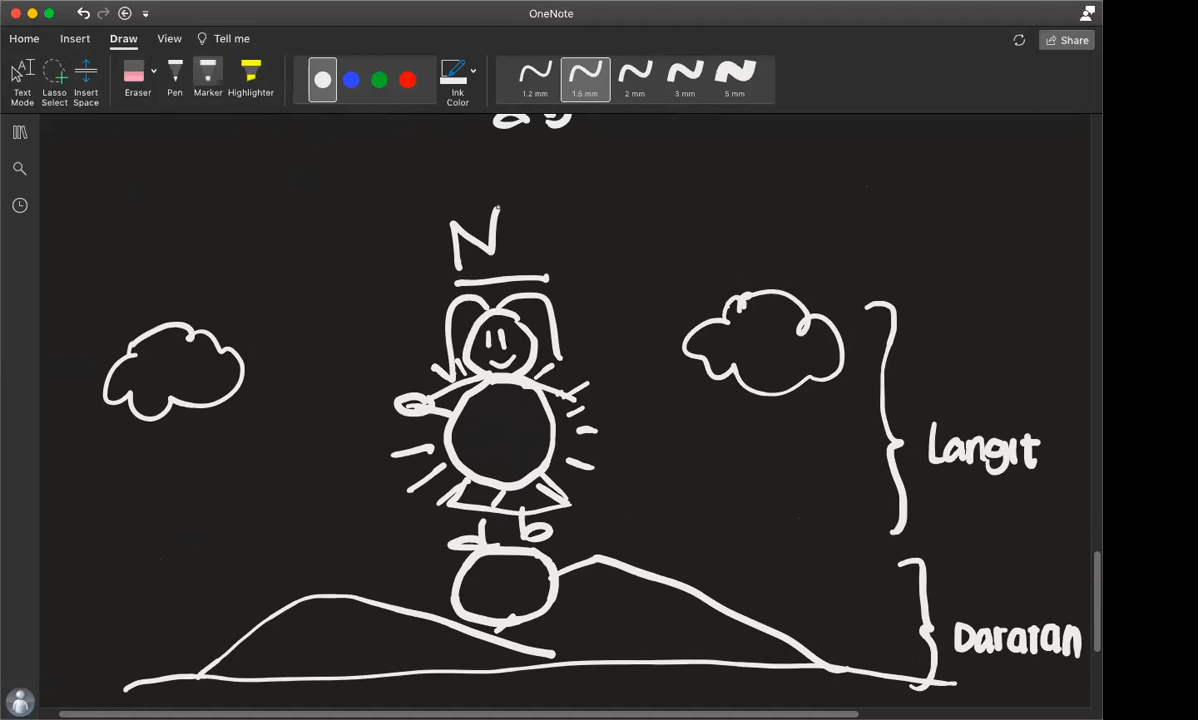 OneNote
Home Insert Draw View Tell me
Share
Text Mode
Lasso Select
Insert Space
Eraser
Pen
Marker
Highlighter
Ink Color
1.2 mm
1.5 mm
2 mm
3 mm
5 mm
N
Langit
d b
Daratan